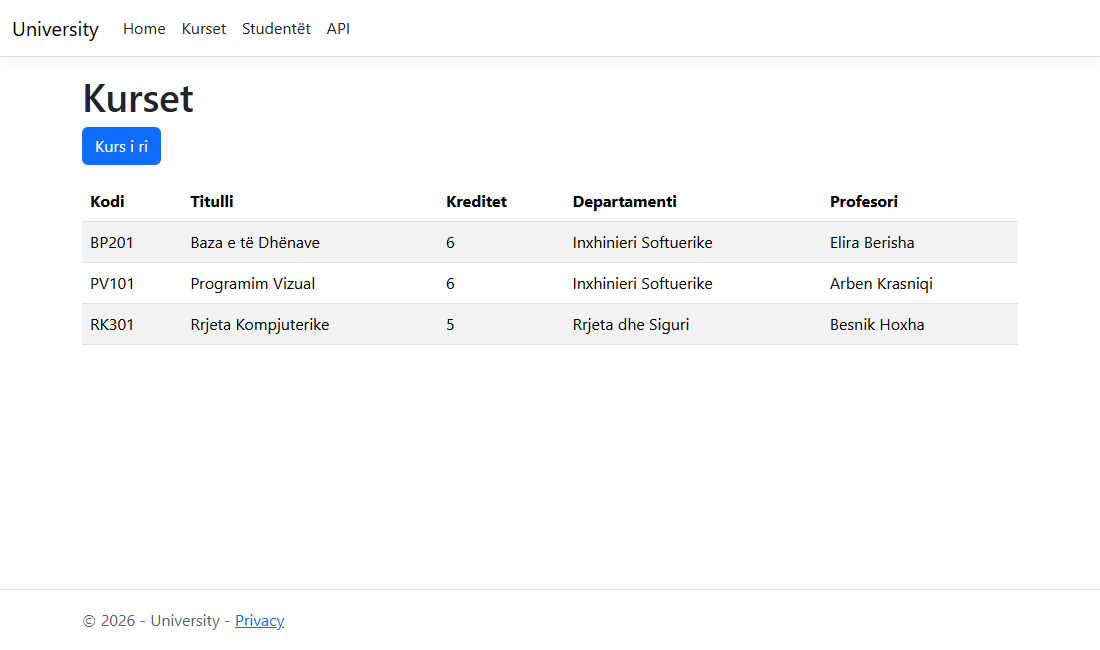 University Home Kurset Studentët API
Kurset
Kurs i ri
Kodi Titulli Kreditet Departamenti Profesori
BP201 Baza e të Dhënave 6 Inxhinieri Softuerike Elira Berisha
PV101 Programim Vizual 6 Inxhinieri Softuerike Arben Krasniqi
RK301 Rrjeta Kompjuterike 5 Rrjeta dhe Siguri Besnik Hoxha
© 2026 - University - Privacy